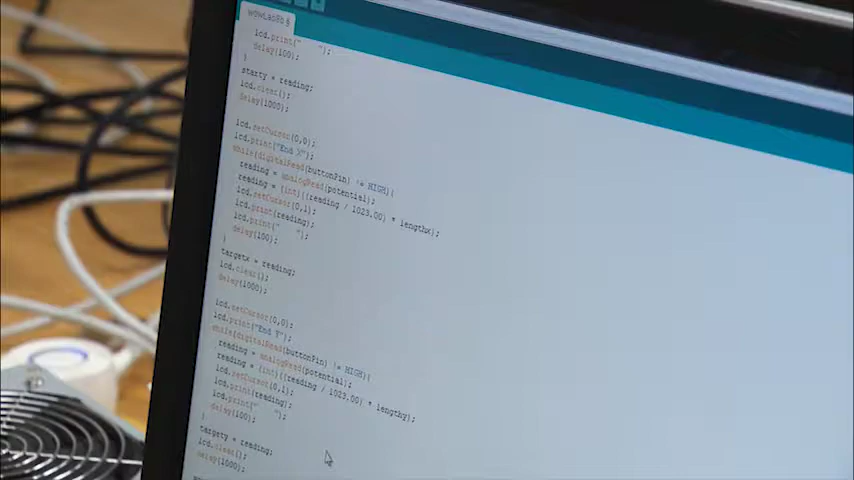 lcd.print("    ");
delay(100);
}
starty = reading;
lcd.clear();
delay(1000);
lcd.setCursor(0,0);
lcd.print("End X");
while(digitalRead(buttonPin) != HIGH){
reading = analogRead(potential);
reading = (int)((reading / 1023.00) * lengthx);
lcd.setCursor(0,1);
lcd.print(reading);
lcd.print("    ");
delay(100);
}
targetx = reading;
lcd.clear();
delay(1000);
lcd.setCursor(0,0);
lcd.print("End Y");
while(digitalRead(buttonPin) != HIGH){
reading = analogRead(potential);
reading = (int)((reading / 1023.00) * lengthy);
lcd.setCursor(0,1);
lcd.print(reading);
lcd.print("    ");
delay(100);
}
targety = reading;
lcd.clear();
delay(1000);